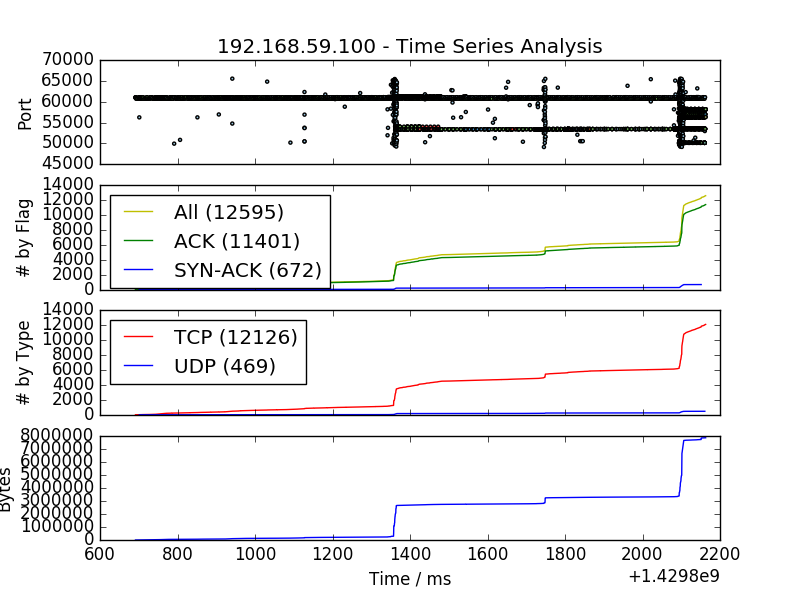 192.168.59.100 - Time Series Analysis
70000
65000
60000
55000
50000
45000
Port
14000
12000
10000
8000
6000
4000
2000
0
# by Flag
All (12595)
ACK (11401)
SYN-ACK (672)
14000
12000
10000
8000
6000
4000
2000
0
# by Type
TCP (12126)
UDP (469)
8000000
7000000
6000000
5000000
4000000
3000000
2000000
1000000
0
Bytes
600 800 1000 1200 1400 1600 1800 2000 2200
Time / ms
+1.4298e9